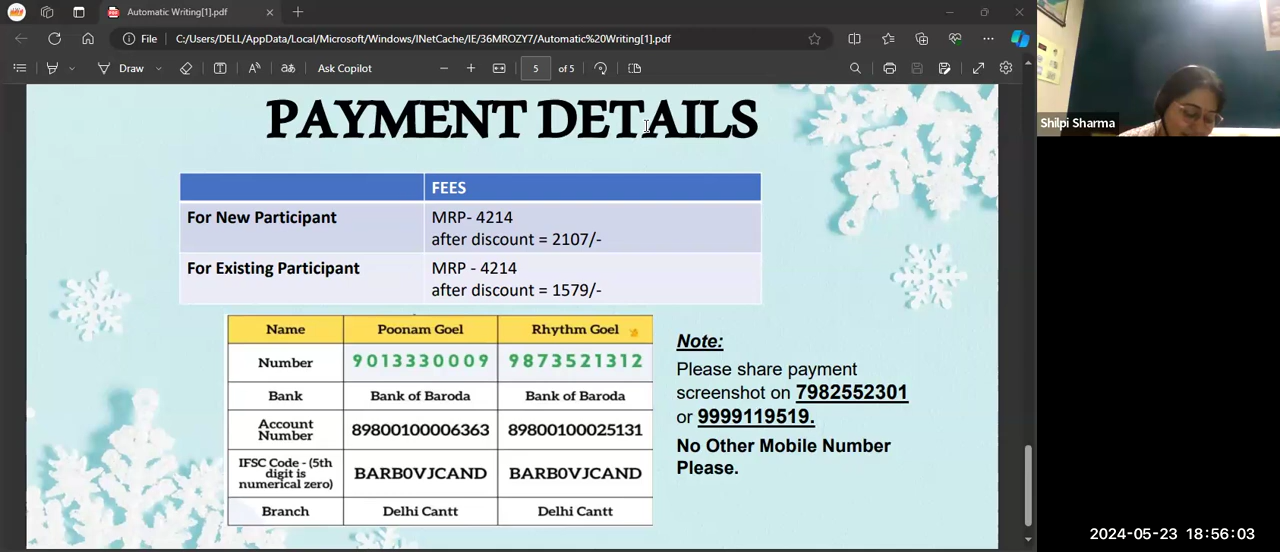 Automatic Writing[1].pdf
File
C:/Users/DELL/AppData/Local/Microsoft/Windows/INetCache/IE/36MROZY7/Automatic%20Writing[1].pdf
Draw
Ask Copilot
5 of 5
PAYMENT DETAILS
FEES
For New Participant
MRP- 4214
after discount = 2107/-
For Existing Participant
MRP - 4214
after discount = 1579/-
Name Poonam Goel Rhythm Goel
Number 9013330009 9873521312
Bank Bank of Baroda Bank of Baroda
Account Number 89800100006363 89800100025131
IFSC Code - (5th digit is numerical zero) BARB0VJCAND BARB0VJCAND
Branch Delhi Cantt Delhi Cantt
Note:
Please share payment
screenshot on 7982552301
or 9999119519.
No Other Mobile Number
Please.
Shilpi Sharma
2024-05-23 18:56:03